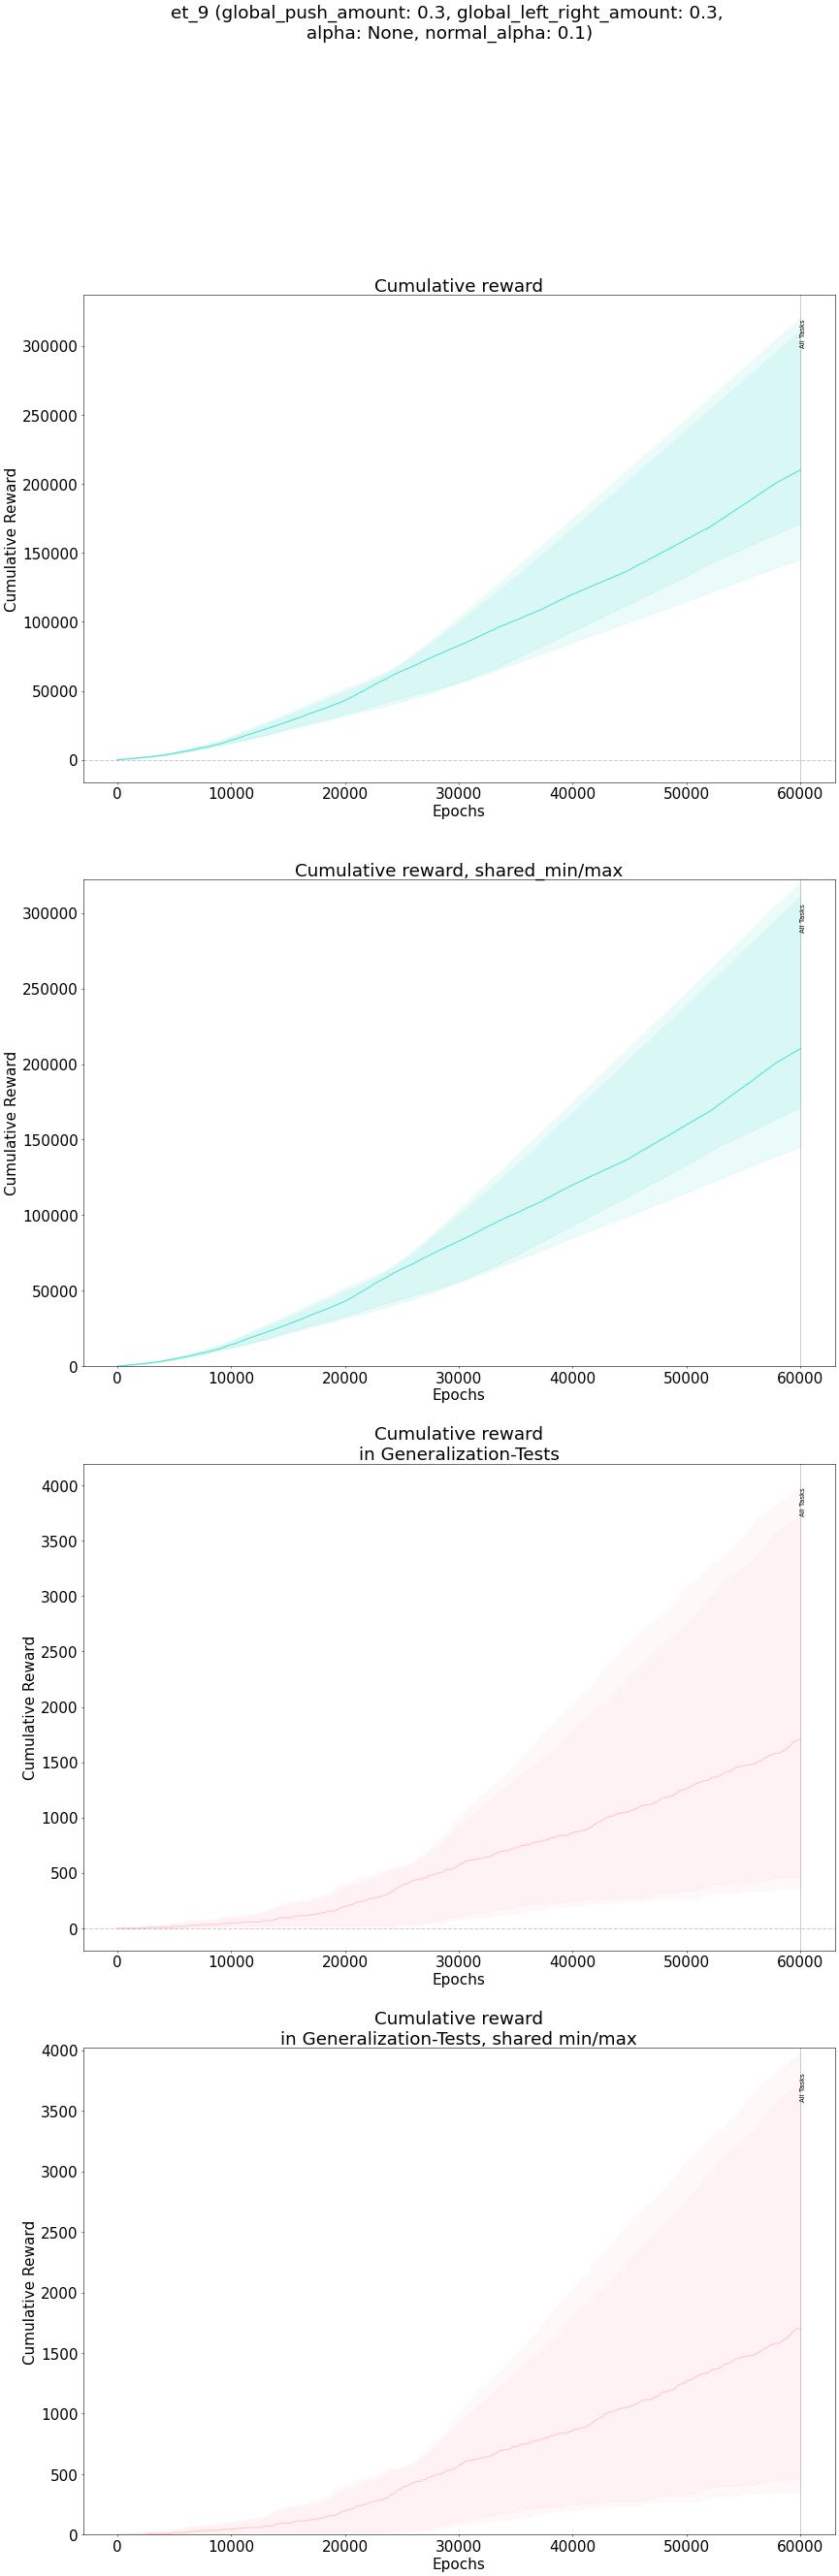 et_9 (global_push_amount: 0.3, global_left_right_amount: 0.3,
alpha: None, normal_alpha: 0.1)
Cumulative reward
300000
250000
200000
150000
100000
50000
0
Cumulative Reward
All Tasks
0 10000 20000 30000 40000 50000 60000
Epochs
Cumulative reward, shared_min/max
300000
250000
200000
150000
100000
50000
0
Cumulative Reward
All Tasks
0 10000 20000 30000 40000 50000 60000
Epochs
Cumulative reward
in Generalization-Tests
4000
3500
3000
2500
2000
1500
1000
500
0
Cumulative Reward
All Tasks
0 10000 20000 30000 40000 50000 60000
Epochs
Cumulative reward
in Generalization-Tests, shared min/max
4000
3500
3000
2500
2000
1500
1000
500
0
Cumulative Reward
All Tasks
0 10000 20000 30000 40000 50000 60000
Epochs